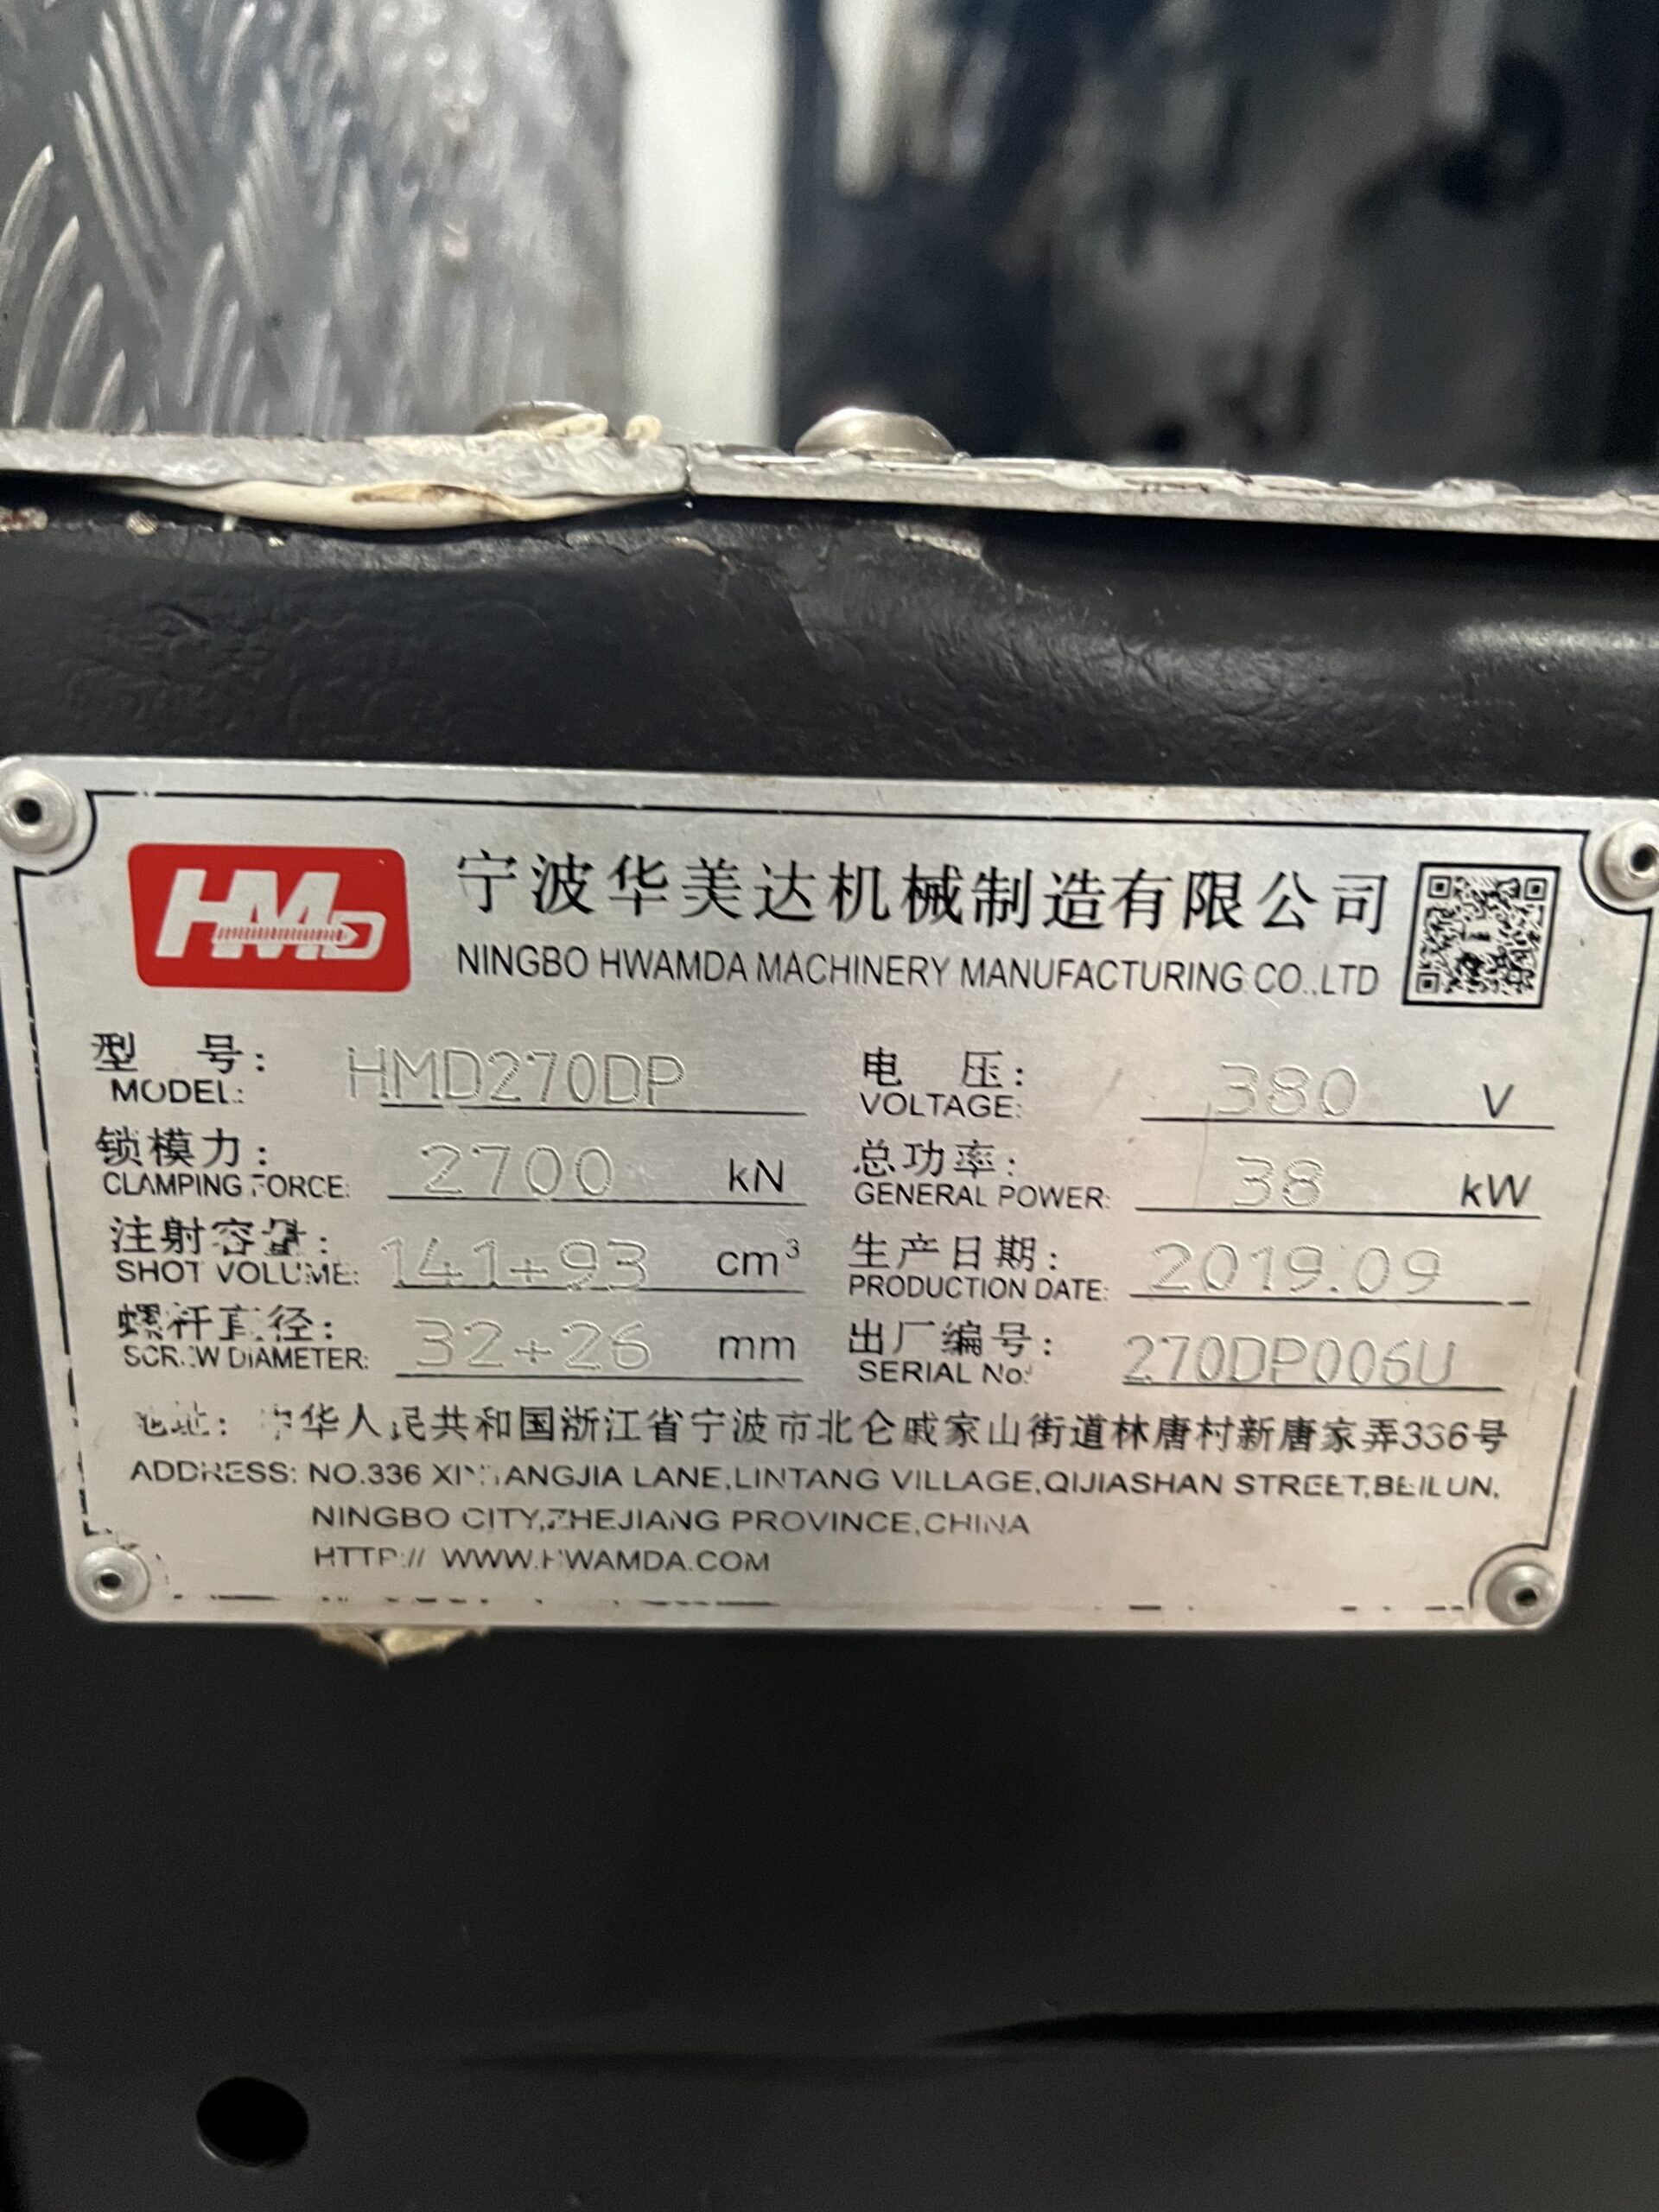 HMD
宁波华美达机械制造有限公司
NINGBO HWAMDA MACHINERY MANUFACTURING CO.,LTD
型 号: HMD270DP 电 压: 380 V
MODEL: VOLTAGE:
锁模力: 2700 kN 总功率: 38 kW
CLAMPING FORCE: GENERAL POWER:
注射容量: 141+93 cm³ 生产日期: 2019.09
SHOT VOLUME: PRODUCTION DATE:
螺杆直径: 32+26 mm 出厂编号: 270DP006U
SCREW DIAMETER: SERIAL No:
地址: 中华人民共和国浙江省宁波市北仑戚家山街道林唐村新唐家弄336号
ADDRESS: NO.336 LANE,LINTANG VILLAGE,QIJIASHAN STREET,BEILUN,
NINGBO CITY,ZHEJIANG PROVINCE,CHINA
HTTP:// WWW.HWAMDA.COM